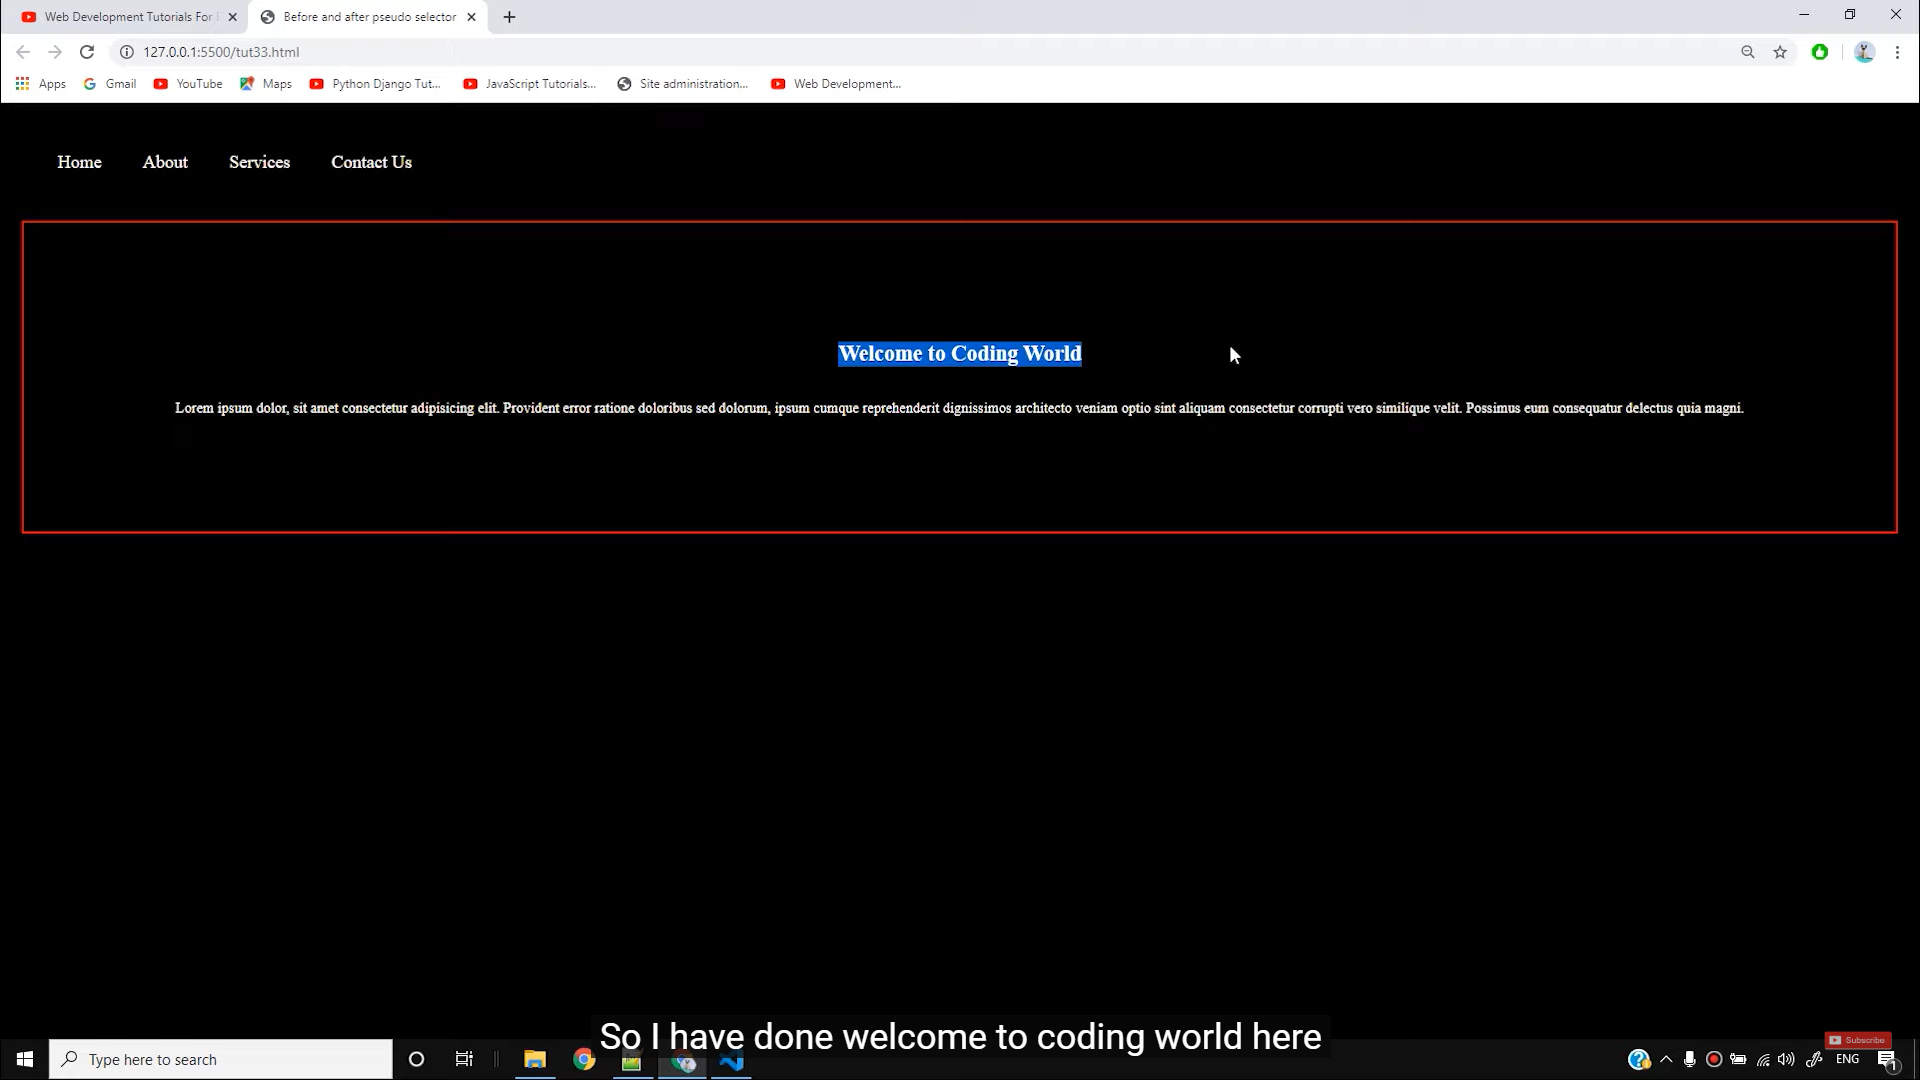 Web Development Tutorials For
Before and after pseudo selector
127.0.0.1:5500/tut33.html
Apps
Gmail
YouTube
Maps
Python Django Tut...
JavaScript Tutorials...
Site administration...
Web Development...
Home
About
Services
Contact Us
Welcome to Coding World
Lorem ipsum dolor, sit amet consectetur adipisicing elit. Provident error ratione doloribus sed dolorum, ipsum cumque reprehenderit dignissimos architecto veniam optio sint aliquam consectetur corrupti vero similique velit. Possimus eum consequatur delectus quia magni.
So I have done welcome to coding world here
Subscribe
Type here to search
ENG
1